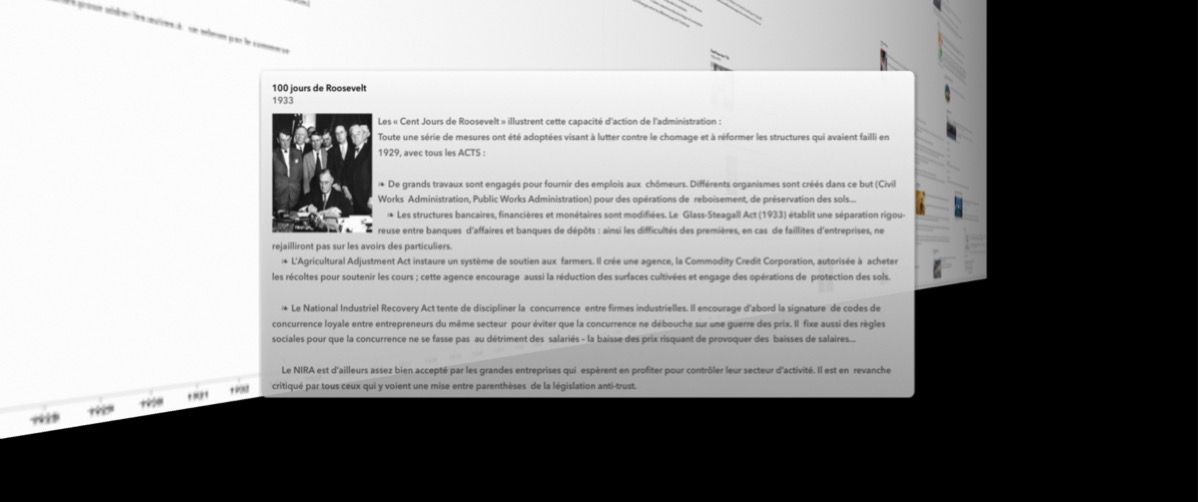 100 jours de Roosevelt
1933
Les « Cent Jours de Roosevelt » illustrent cette capacité d'action de l'administration :
Toute une série de mesures ont été adoptées visant à lutter contre le chomage et à réformer les structures qui avaient failli en
1929, avec tous les ACTS :
❧ De grands travaux sont engagés pour fournir des emplois aux chômeurs. Différents organismes sont créés dans ce but (Civil
Works Administration, Public Works Administration) pour des opérations de reboisement, de préservation des sols...
❧ Les structures bancaires, financières et monétaires sont modifiées. Le Glass-Steagall Act (1933) établit une séparation rigou-
reuse entre banques d'affaires et banques de dépôts : ainsi les difficultés des premières, en cas de faillites d'entreprises, ne
rejailliront pas sur les avoirs des particuliers.
❧ L'Agricultural Adjustment Act instaure un système de soutien aux farmers. Il crée une agence, la Commodity Credit Corporation, autorisée à acheter
les récoltes pour soutenir les cours ; cette agence encourage aussi la réduction des surfaces cultivées et engage des opérations de protection des sols.
❧ Le National Industriel Recovery Act tente de discipliner la concurrence entre firmes industrielles. Il encourage d'abord la signature de codes de
concurrence loyale entre entrepreneurs du même secteur pour éviter que la concurrence ne débouche sur une guerre des prix. Il fixe aussi des règles
sociales pour que la concurrence ne se fasse pas au détriment des salariés - la baisse des prix risquant de provoquer des baisses de salaires...
Le NIRA est d'ailleurs assez bien accepté par les grandes entreprises qui espèrent en profiter pour contrôler leur secteur d'activité. Il est en revanche
critiqué par tous ceux qui y voient une mise entre parenthèses de la législation anti-trust.
1929 1930 1931 1932